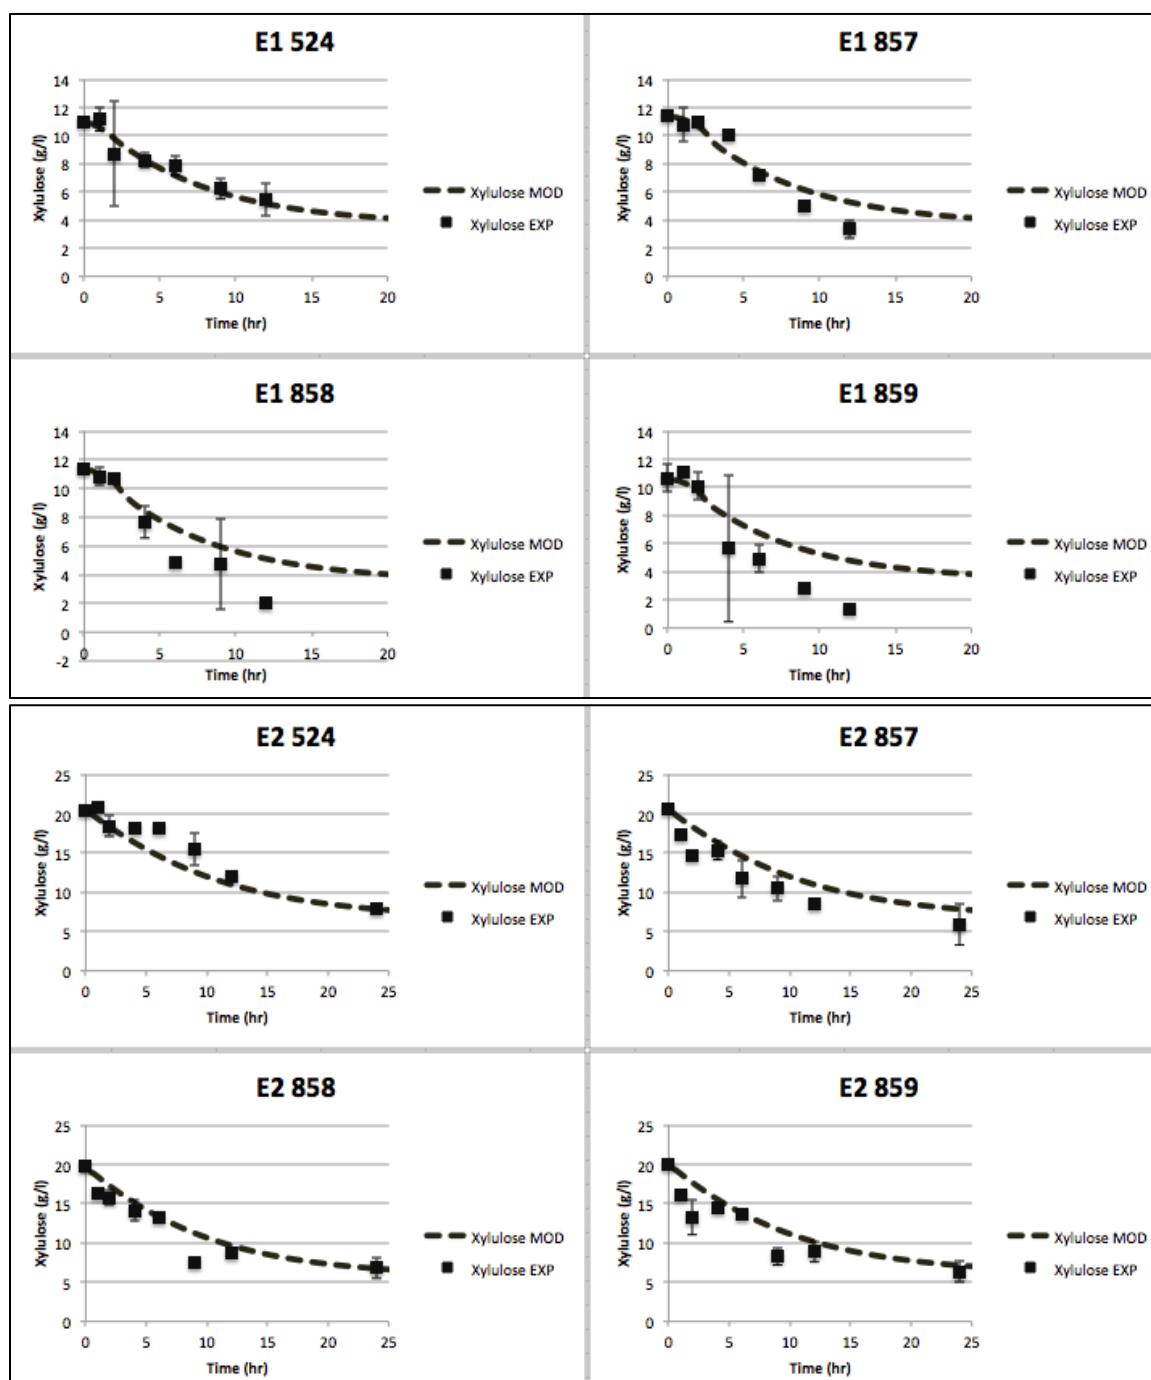 E1 524
14
12
10
8
6
4
2
0
Xylulose (g/l)
0 5 10 15 20
Time (hr)
Xylulose MOD
Xylulose EXP
E1 857
14
12
10
8
6
4
2
0
Xylulose (g/l)
0 5 10 15 20
Time (hr)
Xylulose MOD
Xylulose EXP
E1 858
14
12
10
8
6
4
2
0
-2
Xylulose (g/l)
0 5 10 15 20
Time (hr)
Xylulose MOD
Xylulose EXP
E1 859
14
12
10
8
6
4
2
0
Xylulose (g/l)
0 5 10 15 20
Time (hr)
Xylulose MOD
Xylulose EXP
E2 524
25
20
15
10
5
0
Xylulose (g/l)
0 5 10 15 20 25
Time (hr)
Xylulose MOD
Xylulose EXP
E2 857
25
20
15
10
5
0
Xylulose (g/l)
0 5 10 15 20 25
Time (hr)
Xylulose MOD
Xylulose EXP
E2 858
25
20
15
10
5
0
Xylulose (g/l)
0 5 10 15 20 25
Time (hr)
Xylulose MOD
Xylulose EXP
E2 859
25
20
15
10
5
0
Xylulose (g/l)
0 5 10 15 20 25
Time (hr)
Xylulose MOD
Xylulose EXP